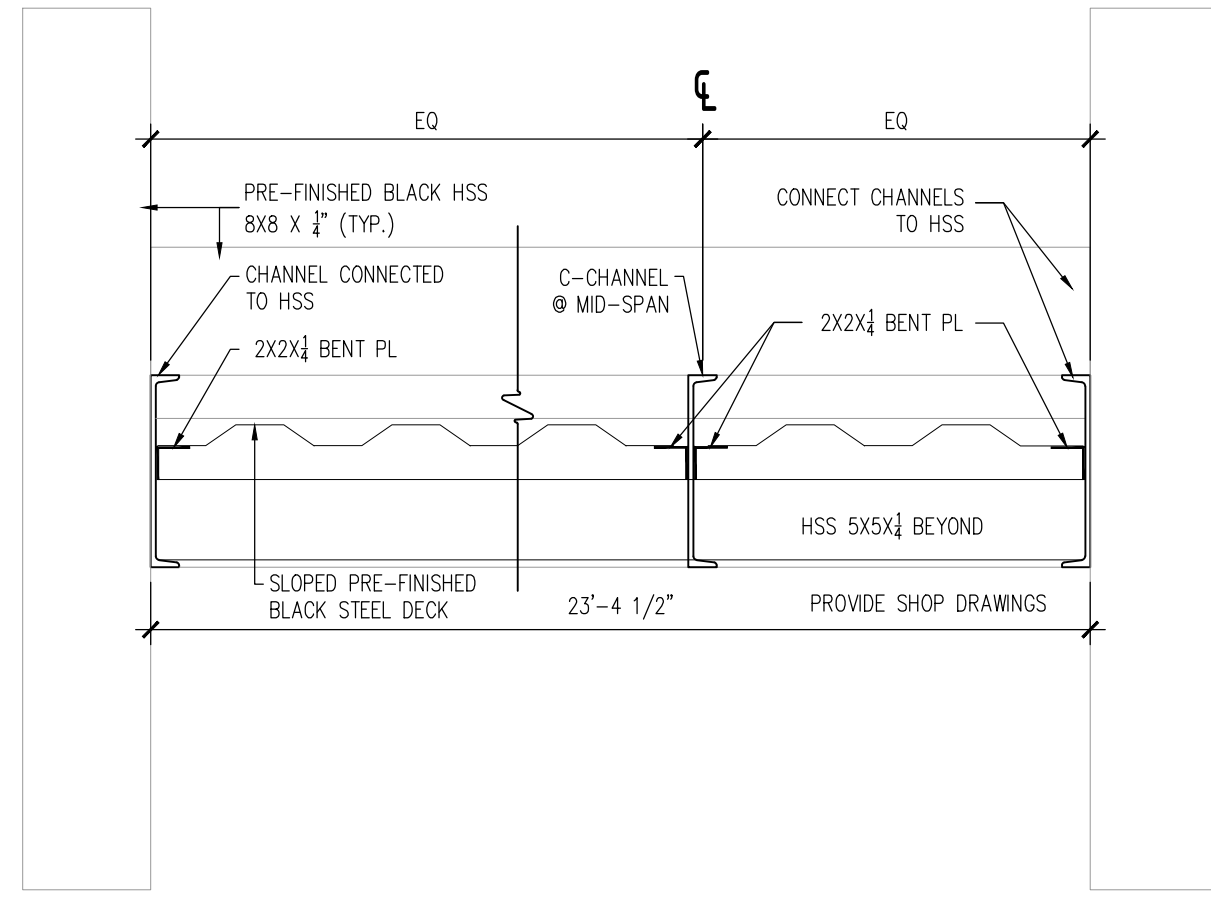 ℄
EQ
EQ
PRE-FINISHED BLACK HSS
8X8 X 1/4" (TYP.)
CONNECT CHANNELS
TO HSS
CHANNEL CONNECTED
TO HSS
C-CHANNEL
@ MID-SPAN
2X2X1/4 BENT PL
2X2X1/4 BENT PL
HSS 5X5X1/4 BEYOND
SLOPED PRE-FINISHED
BLACK STEEL DECK
23'-4 1/2"
PROVIDE SHOP DRAWINGS